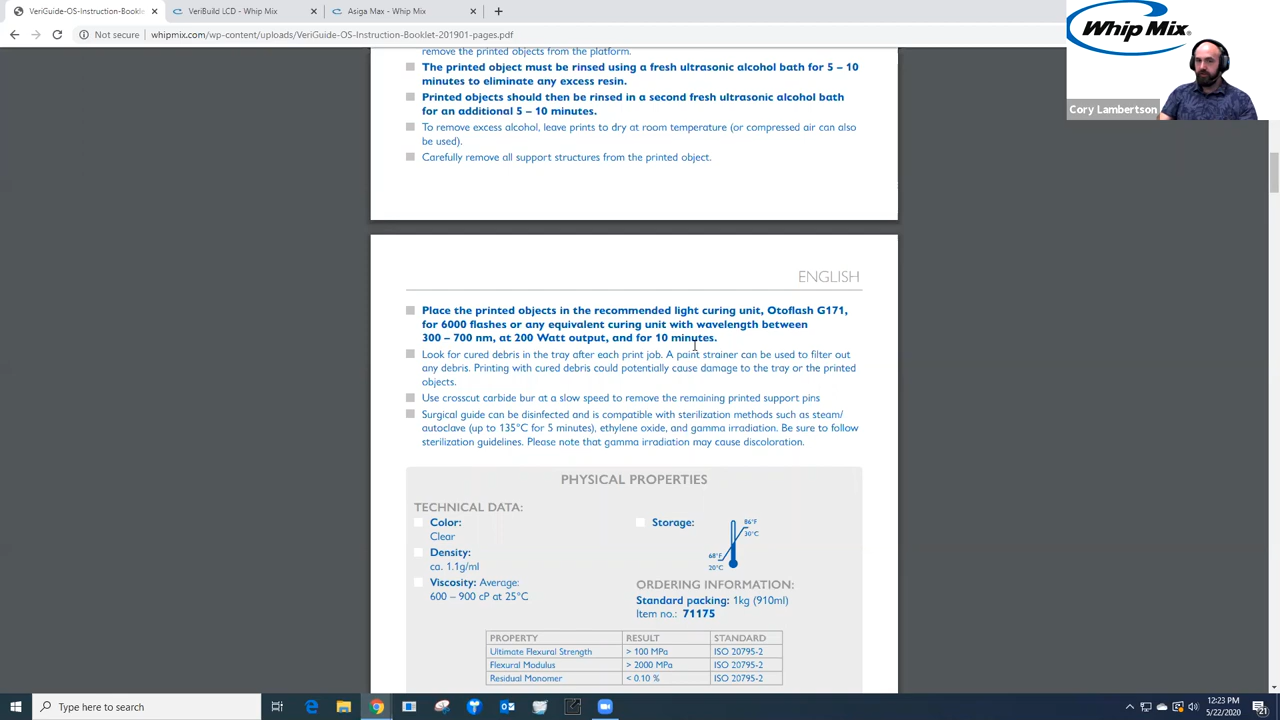 VeriGuide-OS-Instruction-Bookle
VeriBuild LCD - Whip Mix
Asiga Max - Whip Mix
Not secure
whipmix.com/wp-content/uploads/VeriGuide-OS-Instruction-Booklet-201901-pages.pdf
Whip Mix
Cory Lambertson
remove the printed objects from the platform.
The printed object must be rinsed using a fresh ultrasonic alcohol bath for 5 – 10
minutes to eliminate any excess resin.
Printed objects should then be rinsed in a second fresh ultrasonic alcohol bath
for an additional 5 – 10 minutes.
To remove excess alcohol, leave prints to dry at room temperature (or compressed air can also
be used).
Carefully remove all support structures from the printed object.
ENGLISH
Place the printed objects in the recommended light curing unit, Otoflash G171,
for 6000 flashes or any equivalent curing unit with wavelength between
300 – 700 nm, at 200 Watt output, and for 10 minutes.
Look for cured debris in the tray after each print job. A paint strainer can be used to filter out
any debris. Printing with cured debris could potentially cause damage to the tray or the printed
objects.
Use crosscut carbide bur at a slow speed to remove the remaining printed support pins
Surgical guide can be disinfected and is compatible with sterilization methods such as steam/
autoclave (up to 135°C for 5 minutes), ethylene oxide, and gamma irradiation. Be sure to follow
sterilization guidelines. Please note that gamma irradiation may cause discoloration.
PHYSICAL PROPERTIES
TECHNICAL DATA:
Color:
Clear
Density:
ca. 1.1g/ml
Viscosity: Average:
600 – 900 cP at 25°C
Storage:
86°F
30°C
68°F
20°C
ORDERING INFORMATION:
Standard packing: 1kg (910ml)
Item no.: 71175
PROPERTY RESULT STANDARD
Ultimate Flexural Strength > 100 MPa ISO 20795-2
Flexural Modulus > 2000 MPa ISO 20795-2
Residual Monomer < 0.10 % ISO 20795-2
Type here to search
12:23 PM
5/22/2020
21